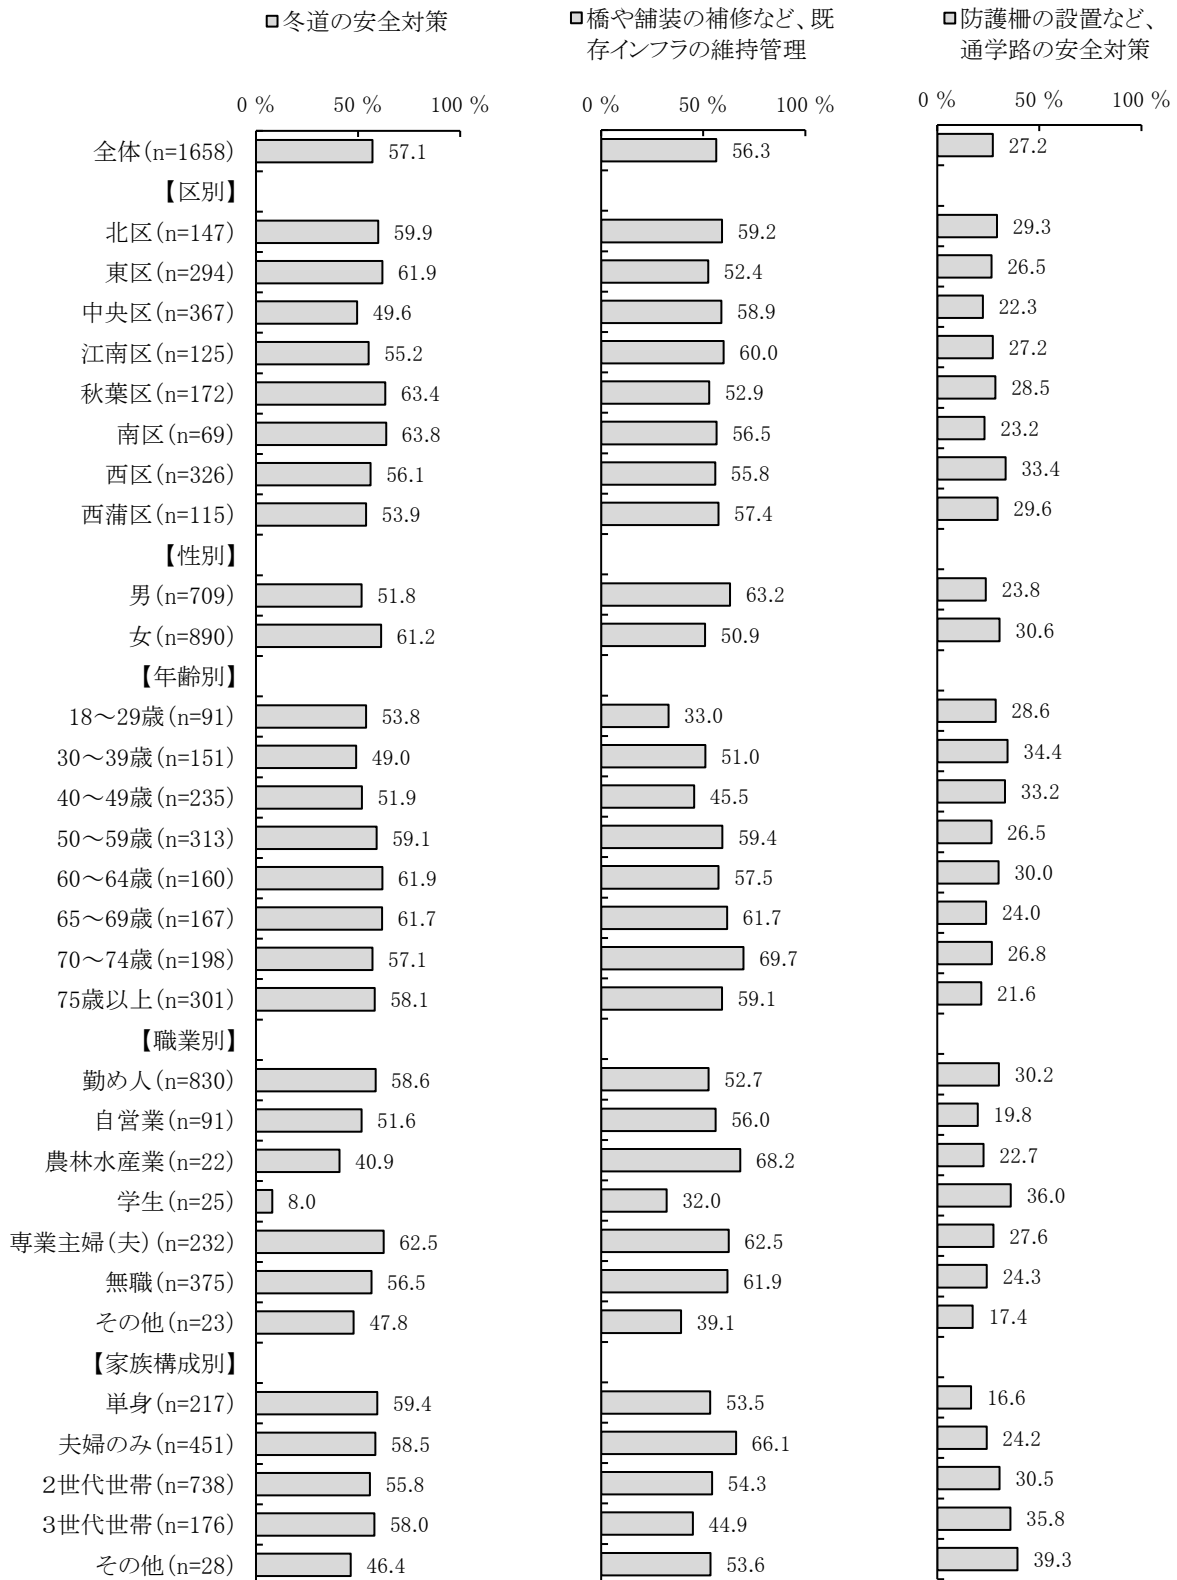 冬道の安全対策
橋や舗装の補修など、既
存インフラの維持管理
防護柵の設置など、
通学路の安全対策
0 % 50 % 100 % 0 % 50 % 100 % 0 % 50 % 100 %
全体(n=1658) 57.1 56.3 27.2
【区別】
北区(n=147) 59.9 59.2 29.3
東区(n=294) 61.9 52.4 26.5
中央区(n=367) 49.6 58.9 22.3
江南区(n=125) 55.2 60.0 27.2
秋葉区(n=172) 63.4 52.9 28.5
南区(n=69) 63.8 56.5 23.2
西区(n=326) 56.1 55.8 33.4
西蒲区(n=115) 53.9 57.4 29.6
【性別】
男(n=709) 51.8 63.2 23.8
女(n=890) 61.2 50.9 30.6
【年齢別】
18～29歳(n=91) 53.8 33.0 28.6
30～39歳(n=151) 49.0 51.0 34.4
40～49歳(n=235) 51.9 45.5 33.2
50～59歳(n=313) 59.1 59.4 26.5
60～64歳(n=160) 61.9 57.5 30.0
65～69歳(n=167) 61.7 61.7 24.0
70～74歳(n=198) 57.1 69.7 26.8
75歳以上(n=301) 58.1 59.1 21.6
【職業別】
勤め人(n=830) 58.6 52.7 30.2
自営業(n=91) 51.6 56.0 19.8
農林水産業(n=22) 40.9 68.2 22.7
学生(n=25) 8.0 32.0 36.0
専業主婦(夫)(n=232) 62.5 62.5 27.6
無職(n=375) 56.5 61.9 24.3
その他(n=23) 47.8 39.1 17.4
【家族構成別】
単身(n=217) 59.4 53.5 16.6
夫婦のみ(n=451) 58.5 66.1 24.2
2世代世帯(n=738) 55.8 54.3 30.5
3世代世帯(n=176) 58.0 44.9 35.8
その他(n=28) 46.4 53.6 39.3